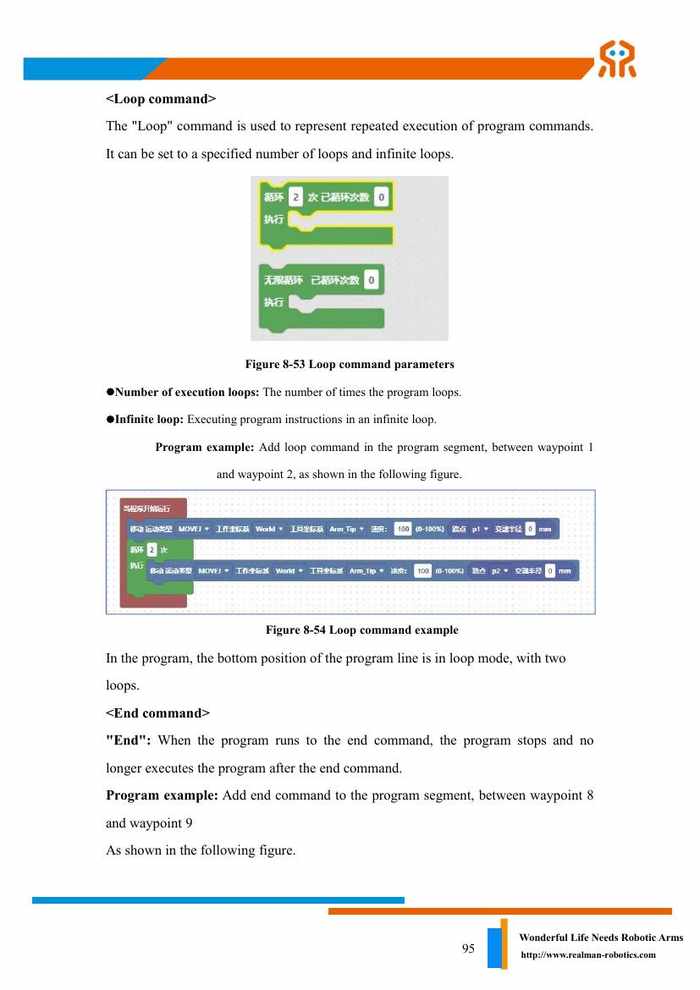 <Loop command>
The "Loop" command is used to represent repeated execution of program commands.
It can be set to a specified number of loops and infinite loops.
循环 2 次 已循环次数 0
执行
无限循环 已循环次数 0
执行
Figure 8-53 Loop command parameters
●Number of execution loops: The number of times the program loops.
●Infinite loop: Executing program instructions in an infinite loop.
Program example: Add loop command in the program segment, between waypoint 1
and waypoint 2, as shown in the following figure.
当程序开始运行
移动 运动类型 MOVEJ 工作坐标系 World 工具坐标系 Arm_Tip 速度: 100 (0-100%) 路点 p1 交融半径 0 mm
循环 2 次
执行 移动 运动类型 MOVEJ 工作坐标系 World 工具坐标系 Arm_Tip 速度: 100 (0-100%) 路点 p2 交融半径 0 mm
Figure 8-54 Loop command example
In the program, the bottom position of the program line is in loop mode, with two
loops.
<End command>
"End": When the program runs to the end command, the program stops and no
longer executes the program after the end command.
Program example: Add end command to the program segment, between waypoint 8
and waypoint 9
As shown in the following figure.
95
Wonderful Life Needs Robotic Arms
http://www.realman-robotics.com